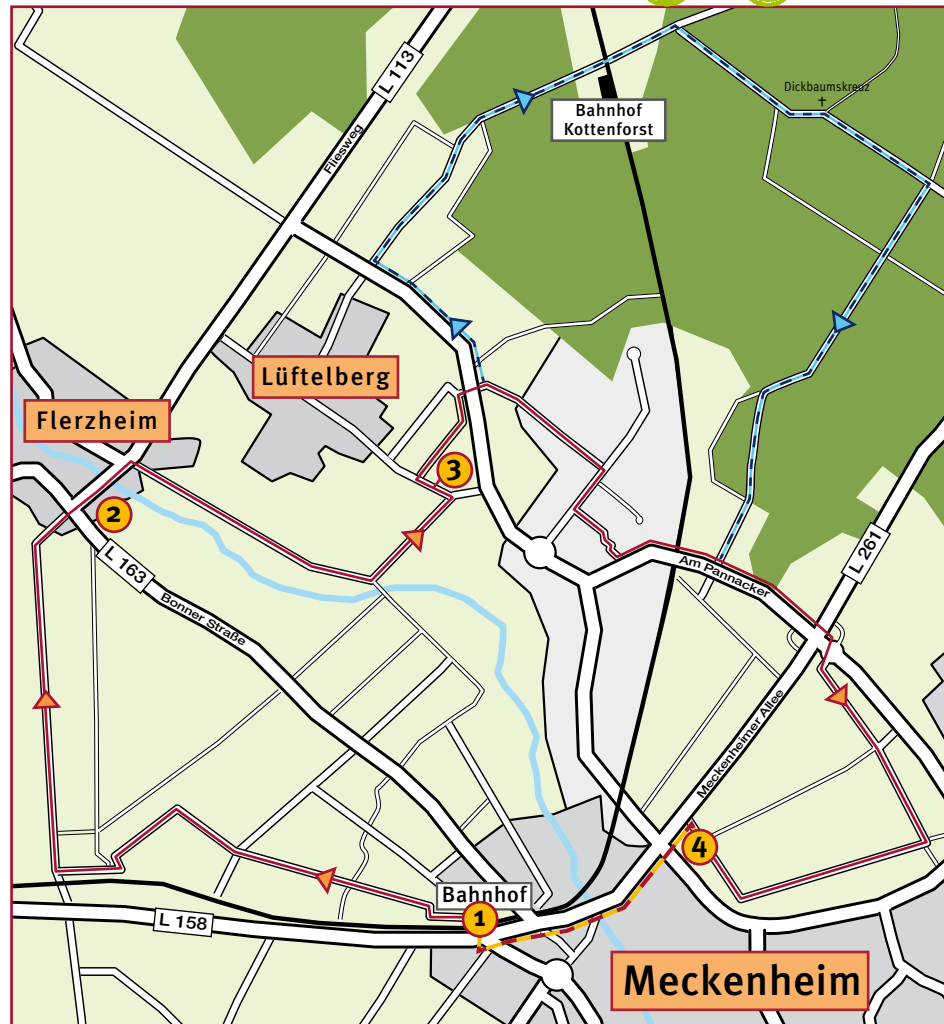 L 113
Fliesweg
Dickbaumskreuz
Bahnhof
Kottenforst
Lüftelberg
Flerzheim
3
2
L 163
Bonner Straße
Am Pannacker
L 261
Meckenheimer Allee
4
Bahnhof
1
L 158
Meckenheim